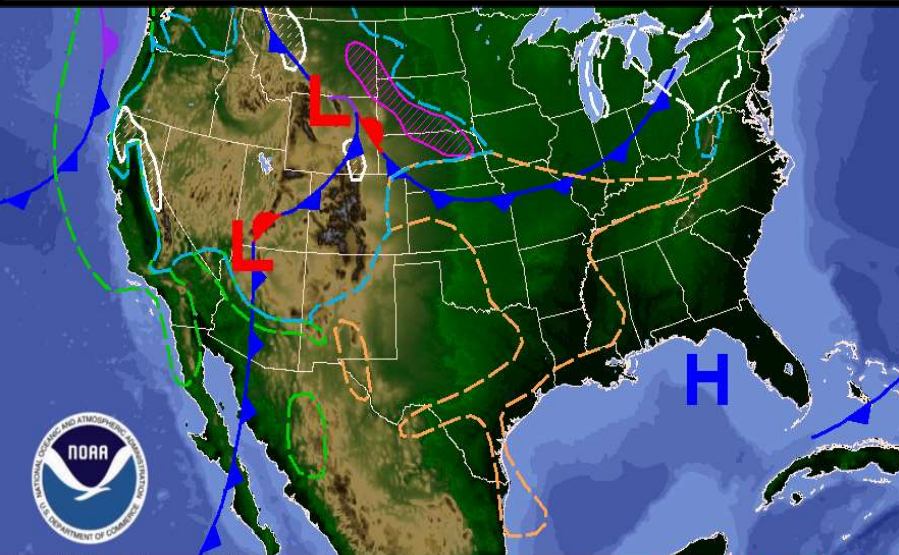 L
L
H
NATIONAL OCEANIC AND ATMOSPHERIC ADMINISTRATION
NOAA
U.S. DEPARTMENT OF COMMERCE